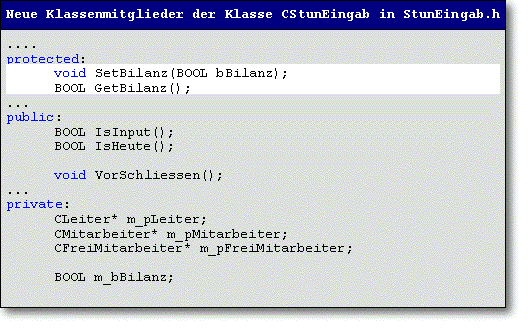 Neue Klassenmitglieder der Klasse CStunEingab in StunEingab.h
....
protected:
void SetBilanz(BOOL bBilanz);
BOOL GetBilanz();
...
public:
BOOL IsInput();
BOOL IsHeute();
void VorSchliessen();
...
private:
CLeiter* m_pLeiter;
CMitarbeiter* m_pMitarbeiter;
CFreiMitarbeiter* m_pFreiMitarbeiter;
BOOL m_bBilanz;